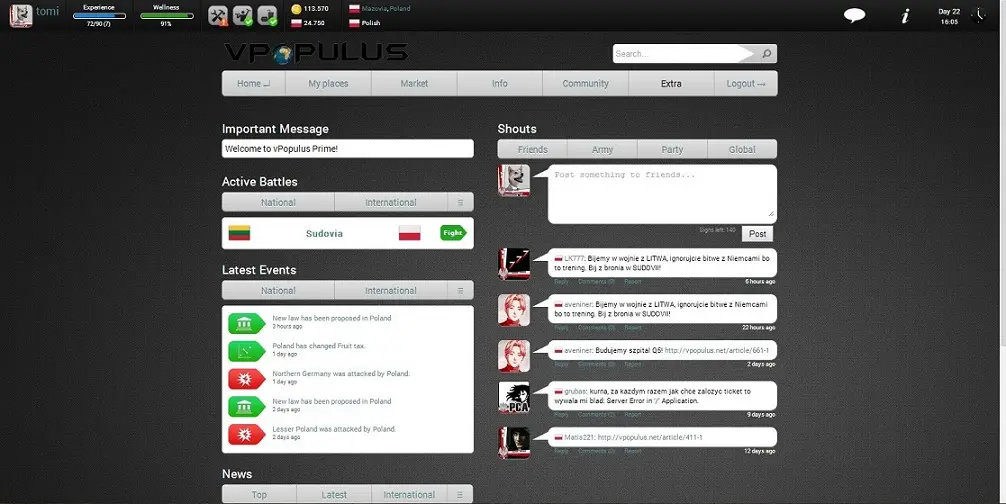 tomi
Experience
72/90 (7)
Wellness
91%
113.570
24.750
Mazovia, Poland
Polish
Day 22
16:05
VPOPULUS
Search...
Home
My places
Market
Info
Community
Extra
Logout
Important Message
Welcome to vPopulus Prime!
Active Battles
National
International
Sudovia
Fight
Latest Events
National
International
New law has been proposed in Poland
3 hours ago
Poland has changed Fruit tax.
1 day ago
Northern Germany was attacked by Poland.
1 day ago
New law has been proposed in Poland
2 days ago
Lesser Poland was attacked by Poland.
2 days ago
News
Top
Latest
International
Shouts
Friends
Army
Party
Global
Post something to friends...
Signs left: 140
Post
LK777: Bijemy w wojnie z LITWA, ignorujcie bitwe z Niemcami bo
to trening. Bij z bronia w SUDOVII!
Reply Comments (0) Report
6 hours ago
aveniner: Bijemy w wojnie z LITWA, ignorujcie bitwe z Niemcami
bo to trening. Bij z bronia w SUDOVII!
Reply Comments (0) Report
22 hours ago
aveniner: Budujemy szpital Q5! http://vpopulus.net/article/661-1
Reply Comments (0)
2 days ago
grubas: kurna, za kazdym razem jak chce zalozyc ticket to
wywala mi blad: Server Error in '/' Application.
Reply Comments (2) Report
9 days ago
PCA
Matis221: http://vpopulus.net/article/411-1
Reply Comments (0) Report
12 days ago